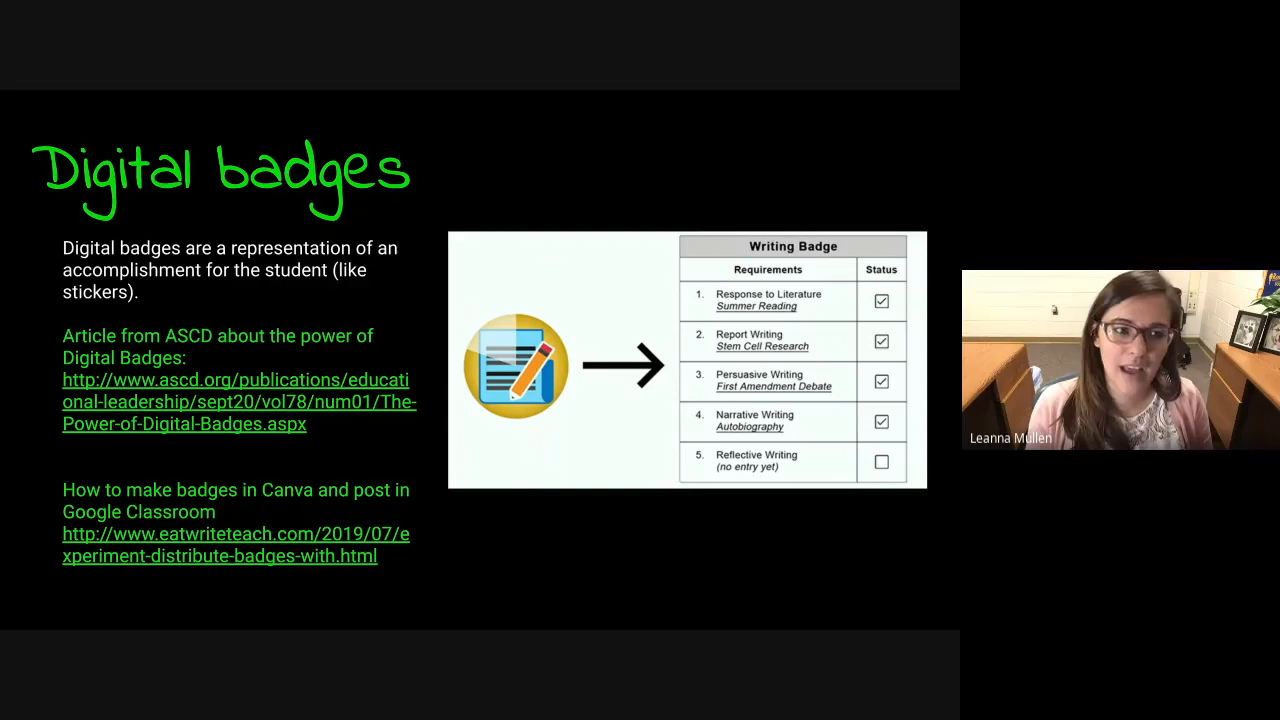 Digital badges
Digital badges are a representation of an
accomplishment for the student (like
stickers).
Article from ASCD about the power of
Digital Badges:
http://www.ascd.org/publications/educati
onal-leadership/sept20/vol78/num01/The-
Power-of-Digital-Badges.aspx
How to make badges in Canva and post in
Google Classroom
http://www.eatwriteteach.com/2019/07/e
xperiment-distribute-badges-with.html
Writing Badge
Requirements Status
1. Response to Literature
Summer Reading
2. Report Writing
Stem Cell Research
3. Persuasive Writing
First Amendment Debate
4. Narrative Writing
Autobiography
5. Reflective Writing
(no entry yet)
Leanna Mullen